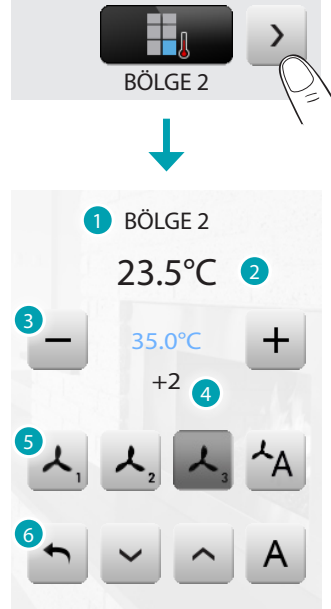 BÖLGE 2
1 BÖLGE 2
23.5°C 2
3
35.0°C
+2 4
5
1 2 3 A
6
A